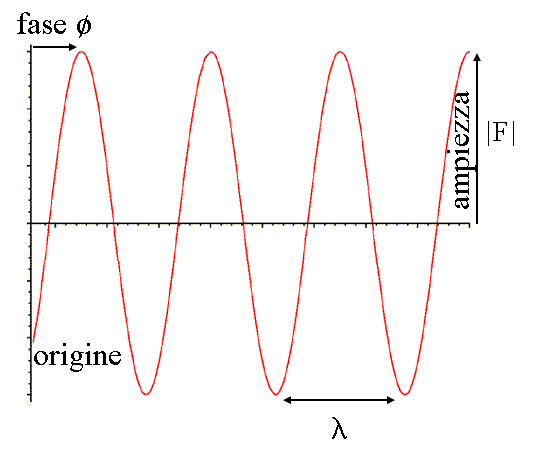 fase ϕ
ampiezza
|F|
origine
λ